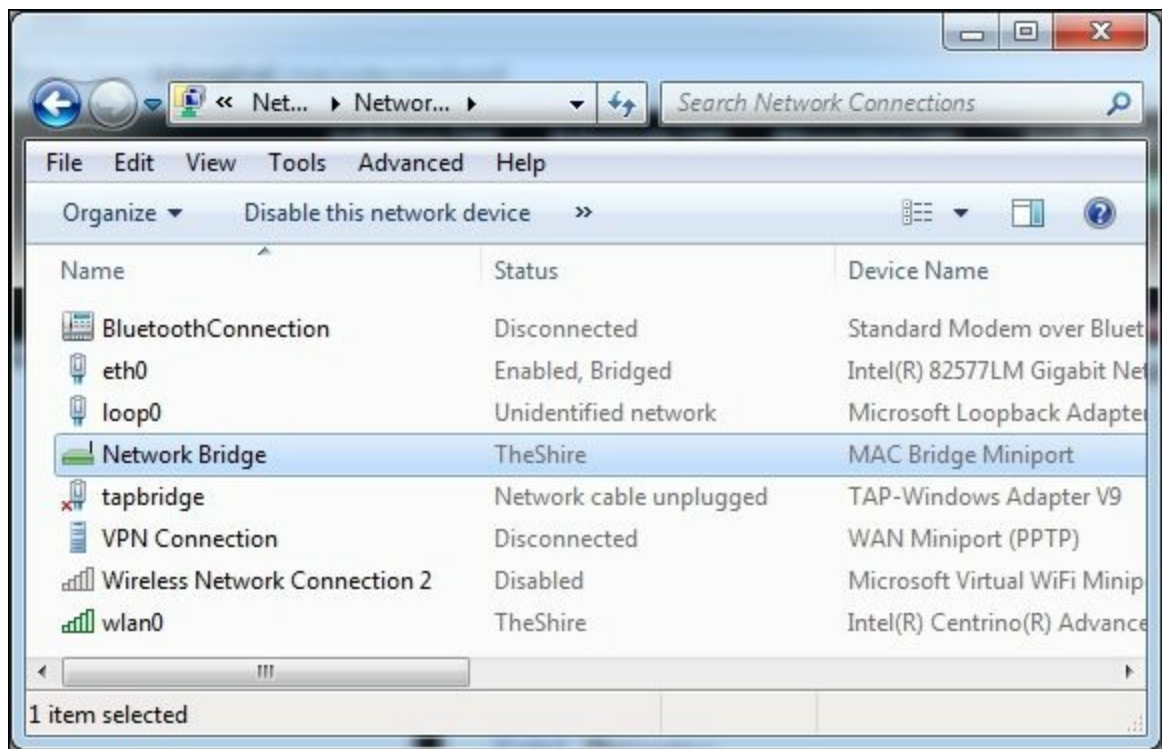 « Net... Networ... Search Network Connections
File Edit View Tools Advanced Help
Organize Disable this network device »
Name Status Device Name
BluetoothConnection Disconnected Standard Modem over Bluet
eth0 Enabled, Bridged Intel(R) 82577LM Gigabit Net
loop0 Unidentified network Microsoft Loopback Adapter
Network Bridge TheShire MAC Bridge Miniport
tapbridge Network cable unplugged TAP-Windows Adapter V9
VPN Connection Disconnected WAN Miniport (PPTP)
Wireless Network Connection 2 Disabled Microsoft Virtual WiFi Minip
wlan0 TheShire Intel(R) Centrino(R) Advance
1 item selected